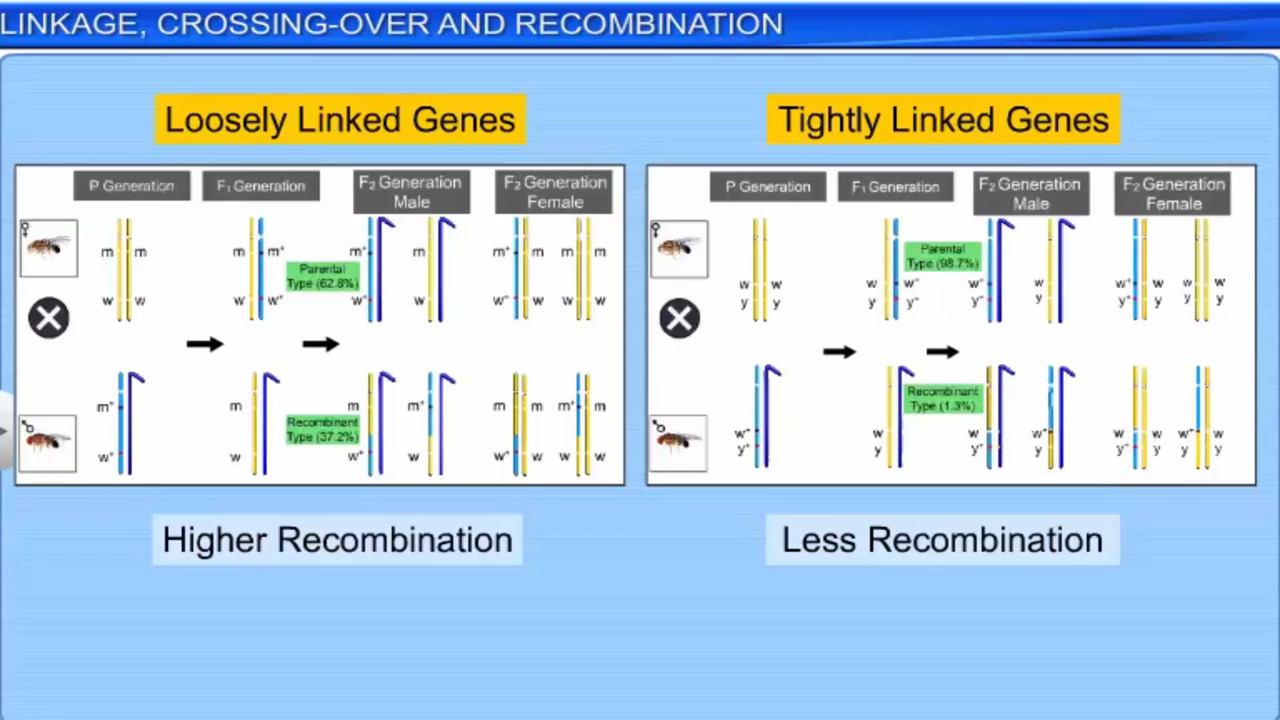 LINKAGE, CROSSING-OVER AND RECOMBINATION
Loosely Linked Genes
P Generation
F₁ Generation
F₂ Generation
Male
F₂ Generation
Female
♀
m m
m m⁺
m⁺
m
m⁺ m
m m
Parental
Type (62.8%)
w w
w w⁺
w⁺
w
w⁺ w
w w
♂
m⁺
m
m
m⁺
m m
m⁺ m
Recombinant
Type (37.2%)
w⁺
w
w⁺
w
w⁺ w
w w
Higher Recombination
Tightly Linked Genes
P Generation
F₁ Generation
F₂ Generation
Male
F₂ Generation
Female
♀
Parental
Type (98.7%)
w w
w w⁺
w⁺
w
w⁺ w
w w
y y
y y⁺
y⁺
y
y⁺ y
y y
♂
Recombinant
Type (1.3%)
w⁺
w
w
w⁺
w w
w⁺ w
y⁺
y
y⁺
y
y⁺ y
y y
Less Recombination